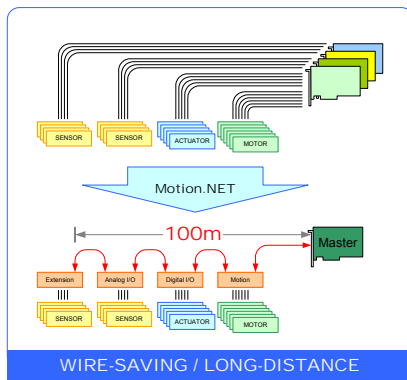 SENSOR SENSOR ACTUATOR MOTOR
Motion.NET
100m
Master
Extension Analog I/O Digital I/O Motion
SENSOR SENSOR ACTUATOR MOTOR
WIRE-SAVING / LONG-DISTANCE